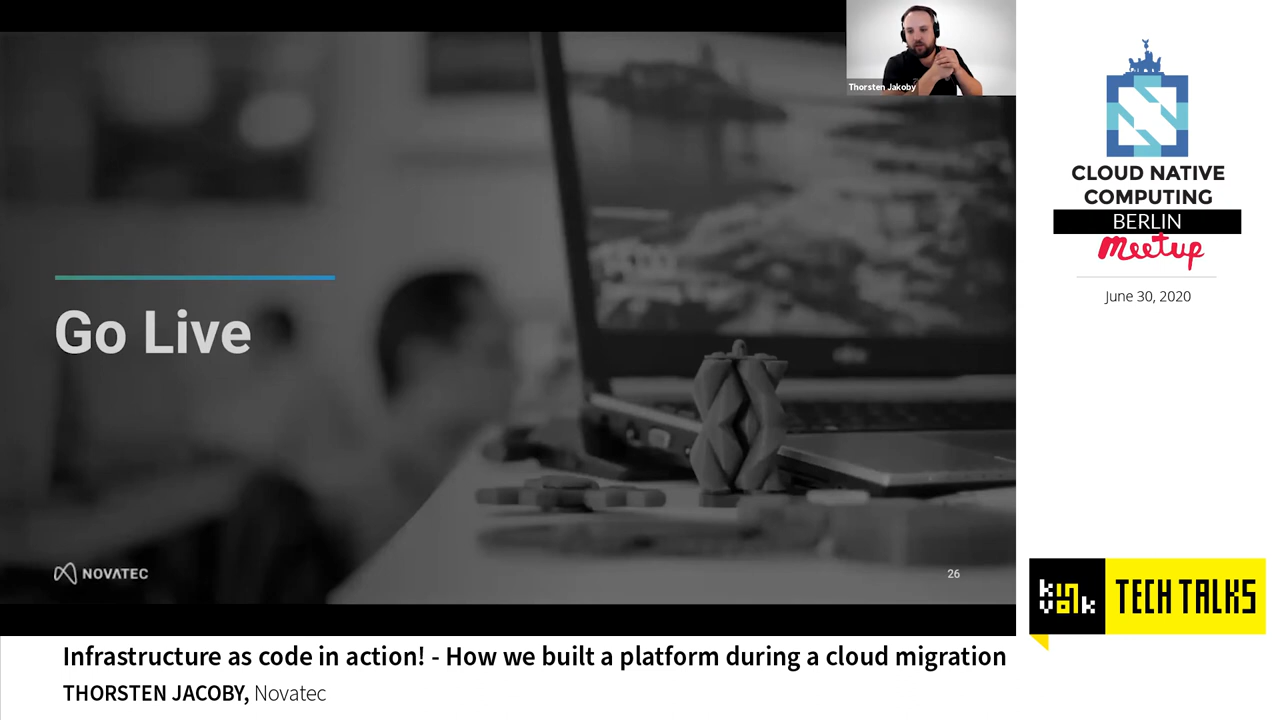 Thorsten Jakoby
Go Live
NOVATEC
26
CLOUD NATIVE
COMPUTING
BERLIN
Meetup
June 30, 2020
kinvolk
TECH TALKS
Infrastructure as code in action! - How we built a platform during a cloud migration
THORSTEN JACOBY, Novatec